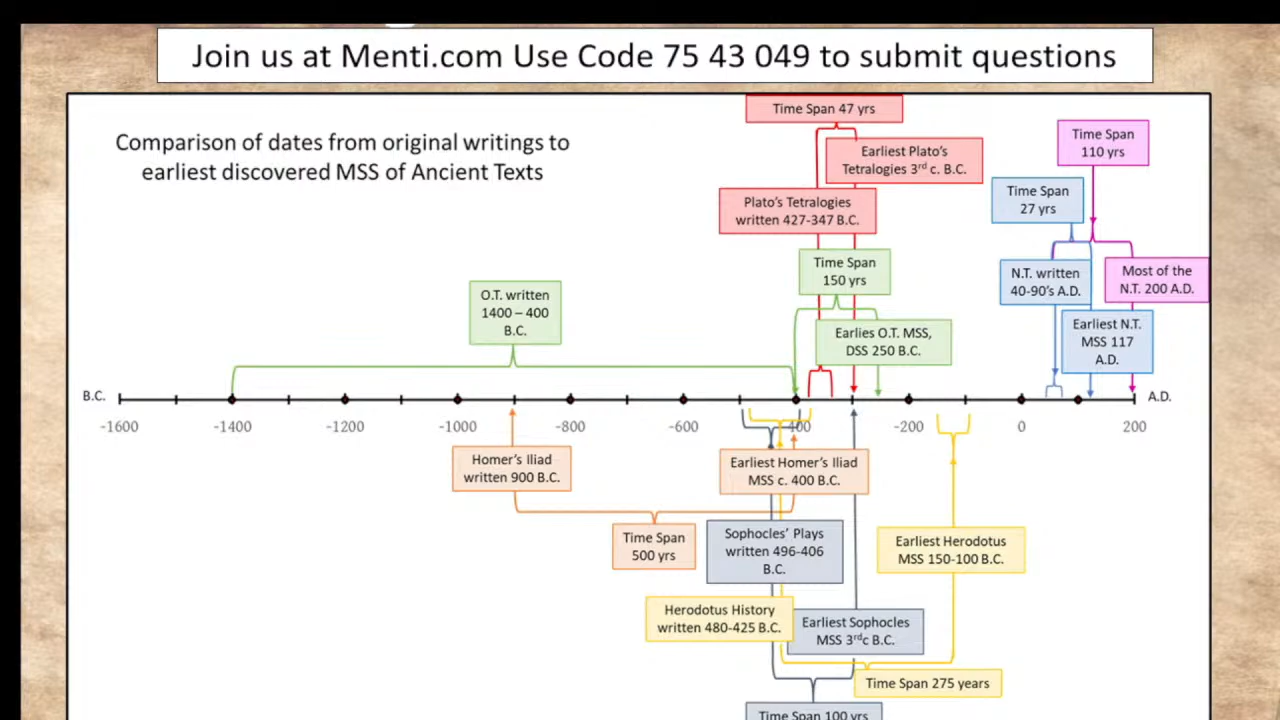 Join us at Menti.com Use Code 75 43 049 to submit questions
Comparison of dates from original writings to
earliest discovered MSS of Ancient Texts
Time Span 47 yrs
Earliest Plato's
Tetralogies 3rd c. B.C.
Plato's Tetralogies
written 427-347 B.C.
Time Span
110 yrs
Time Span
27 yrs
Time Span
150 yrs
N.T. written
40-90's A.D.
Most of the
N.T. 200 A.D.
O.T. written
1400 – 400
B.C.
Earlies O.T. MSS,
DSS 250 B.C.
Earliest N.T.
MSS 117
A.D.
B.C.
A.D.
-1600 -1400 -1200 -1000 -800 -600 -400 -200 0 200
Homer's Iliad
written 900 B.C.
Earliest Homer's Iliad
MSS c. 400 B.C.
Time Span
500 yrs
Sophocles' Plays
written 496-406
B.C.
Earliest Herodotus
MSS 150-100 B.C.
Herodotus History
written 480-425 B.C.
Earliest Sophocles
MSS 3rdc B.C.
Time Span 275 years
Time Span 100 yrs